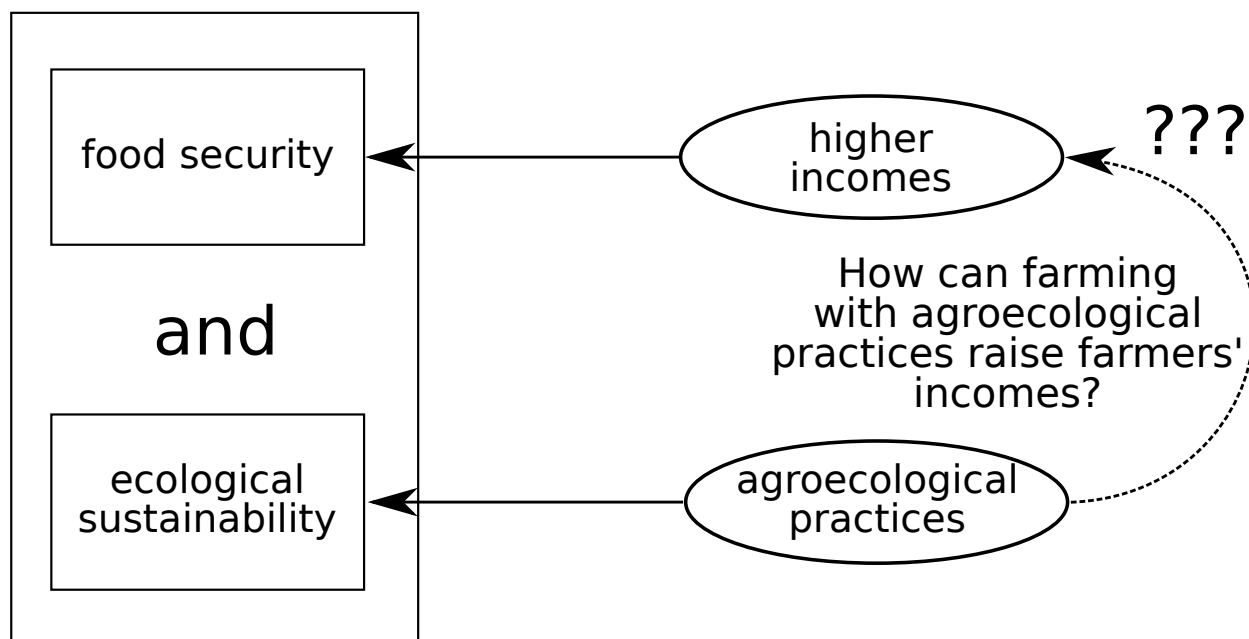 food security
and
ecological
sustainability
higher
incomes
???
How can farming
with agroecological
practices raise farmers'
incomes?
agroecological
practices